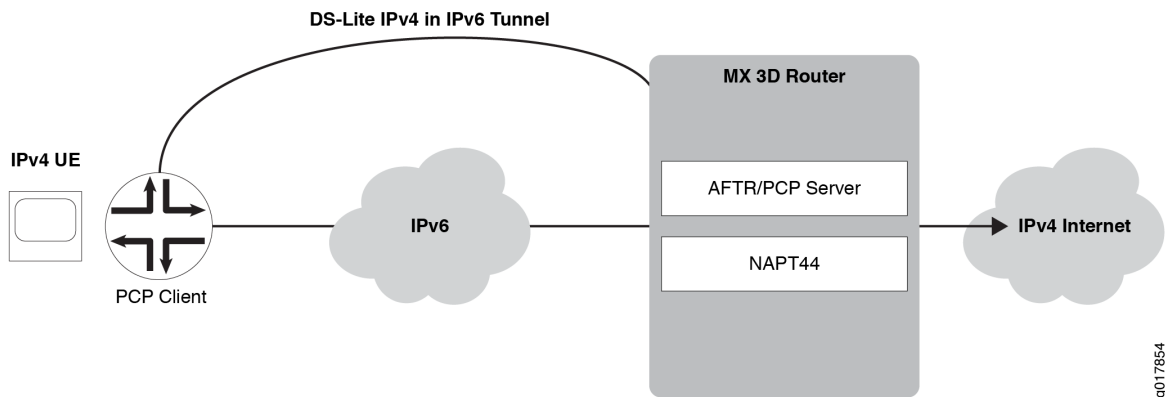 DS-Lite IPv4 in IPv6 Tunnel
MX 3D Router
IPv4 UE
AFTR/PCP Server
IPv6
IPv4 Internet
NAPT44
PCP Client
g017854